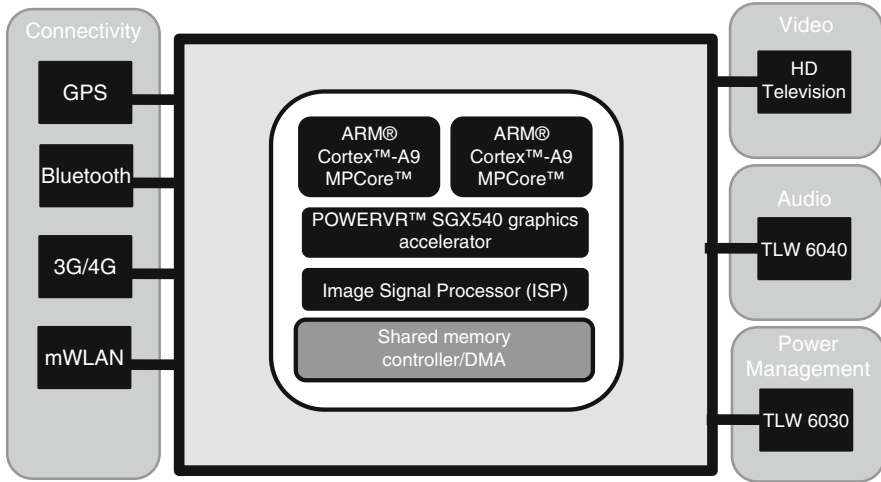 Connectivity
GPS
Bluetooth
3G/4G
mWLAN
ARM®
Cortex™-A9
MPCore™
ARM®
Cortex™-A9
MPCore™
POWERVR™ SGX540 graphics
accelerator
Image Signal Processor (ISP)
Shared memory
controller/DMA
Video
HD
Television
Audio
TLW 6040
Power
Management
TLW 6030